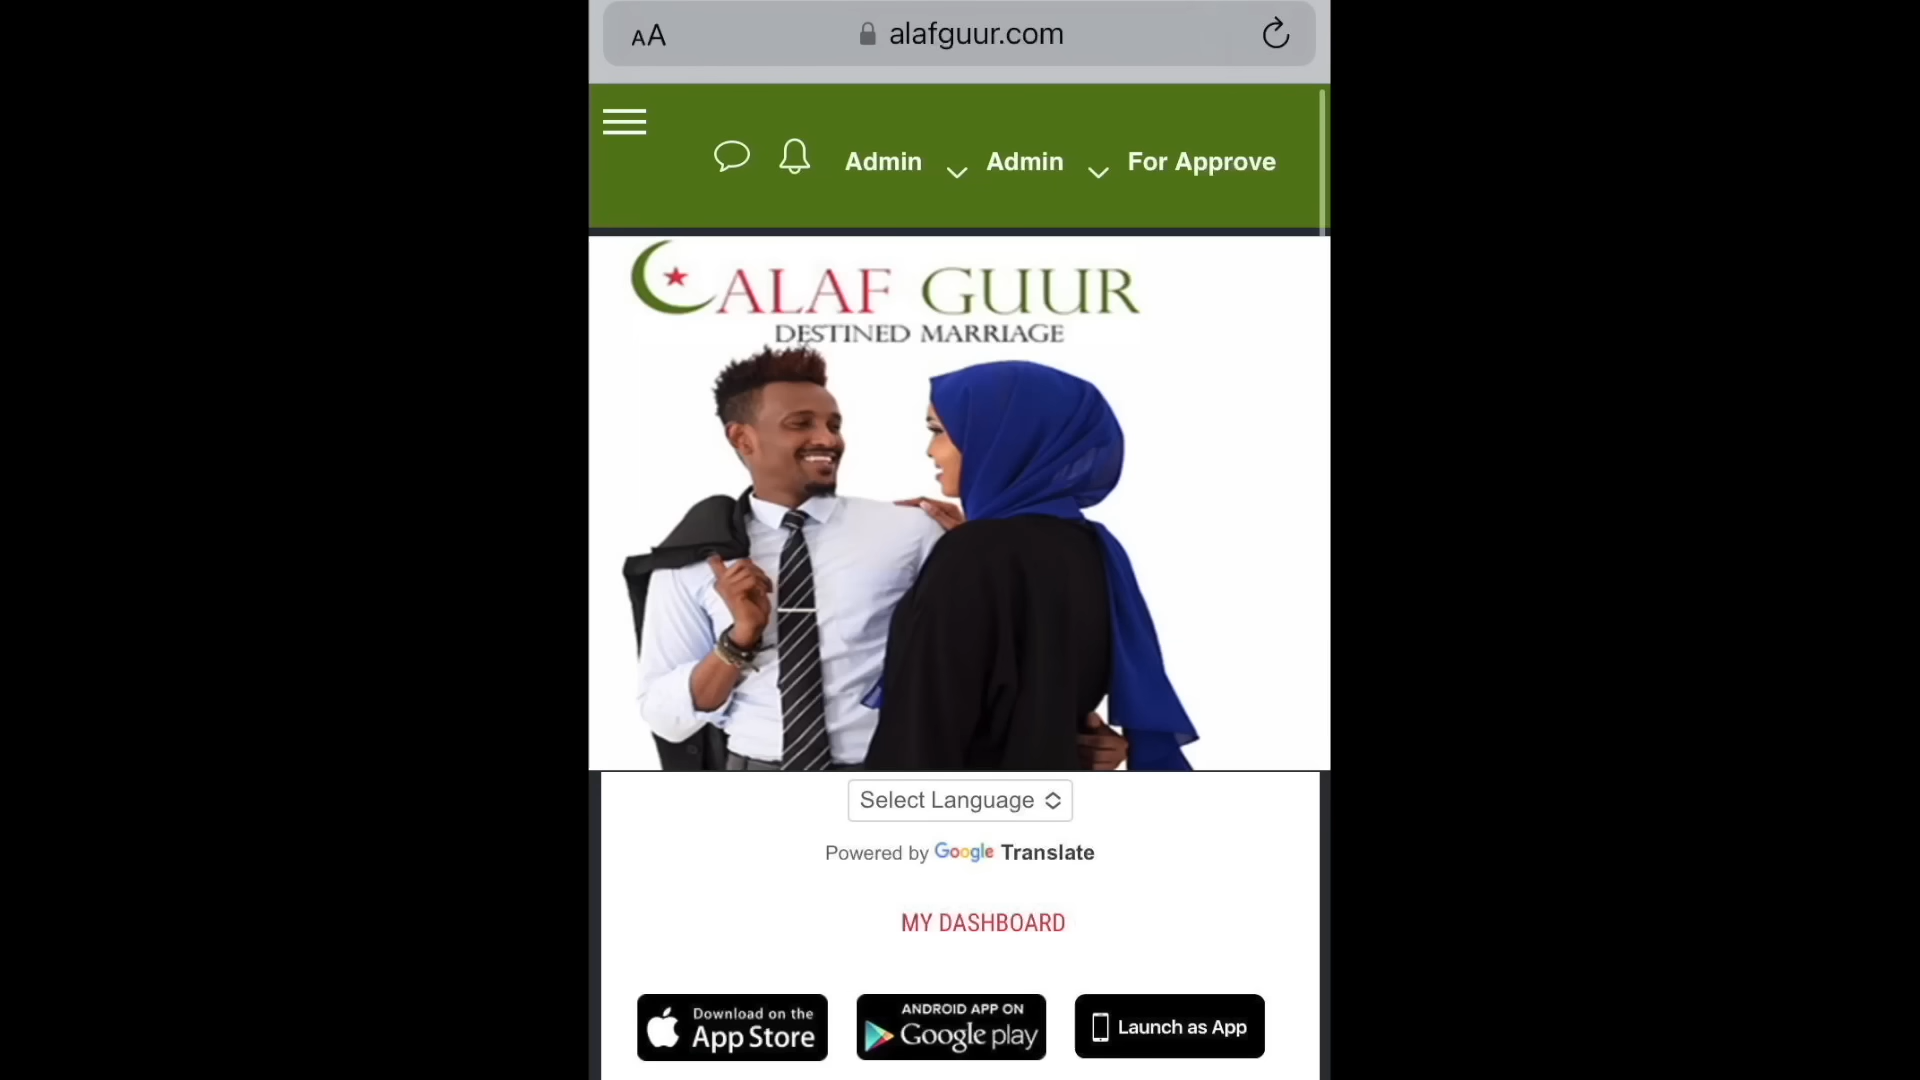 AA alafguur.com
Admin Admin For Approve
ALAF GUUR
DESTINED MARRIAGE
Select Language
Powered by Google Translate
MY DASHBOARD
Download on the
App Store
ANDROID APP ON
Google play
Launch as App